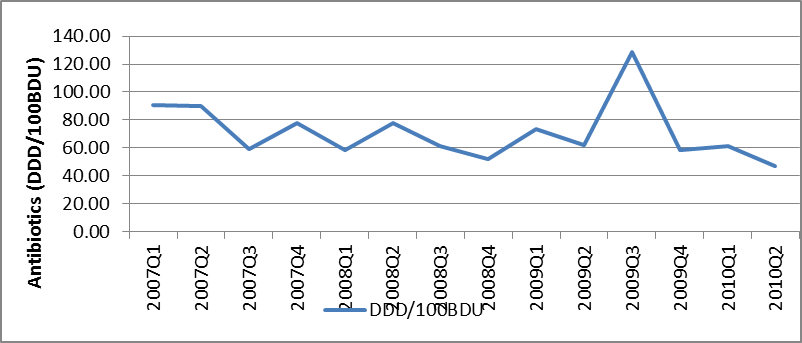 Antibiotics (DDD/100BDU)
140.00
120.00
100.00
80.00
60.00
40.00
20.00
0.00
2007Q1
2007Q2
2007Q3
2007Q4
2008Q1
2008Q2
2008Q3
2008Q4
2009Q1
2009Q2
2009Q3
2009Q4
2010Q1
2010Q2
DDD/100BDU